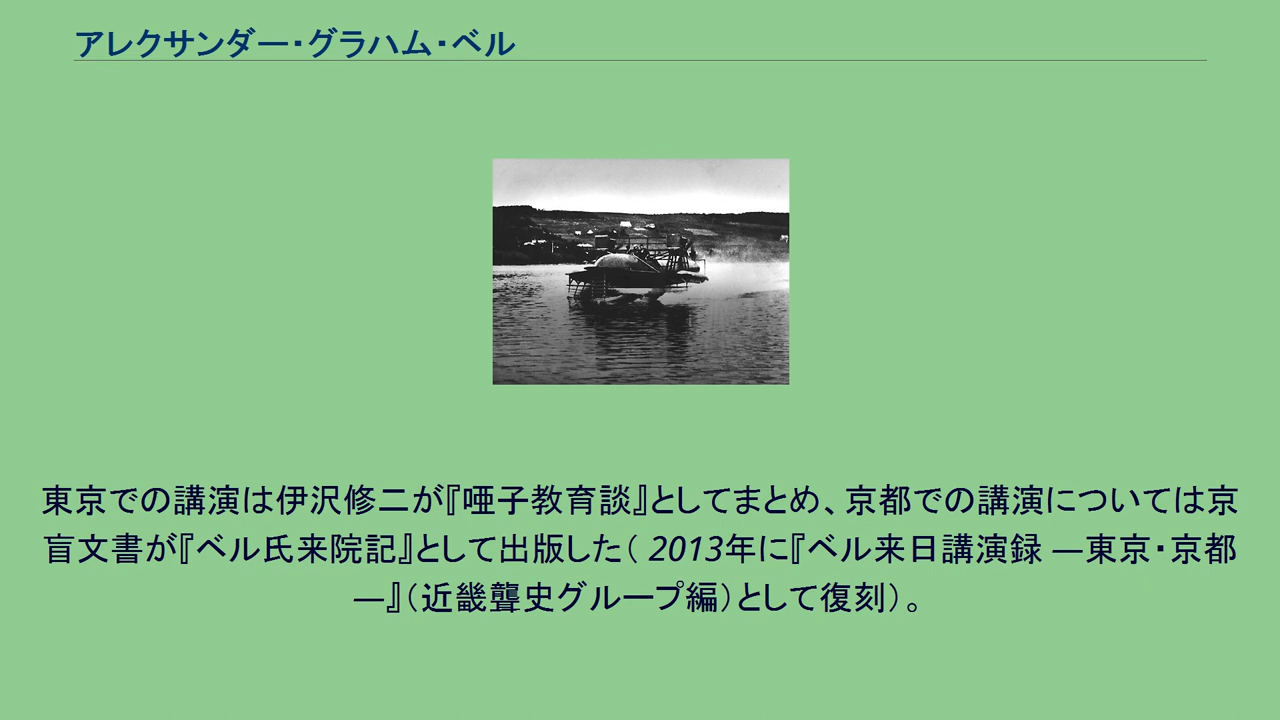 アレクサンダー・グラハム・ベル
東京での講演は伊沢修二が『唖子教育談』としてまとめ、京都での講演については京
盲文書が『ベル氏来院記』として出版した（ 2013年に『ベル来日講演録 ―東京・京都
―』（近畿聾史グループ編）として復刻）。